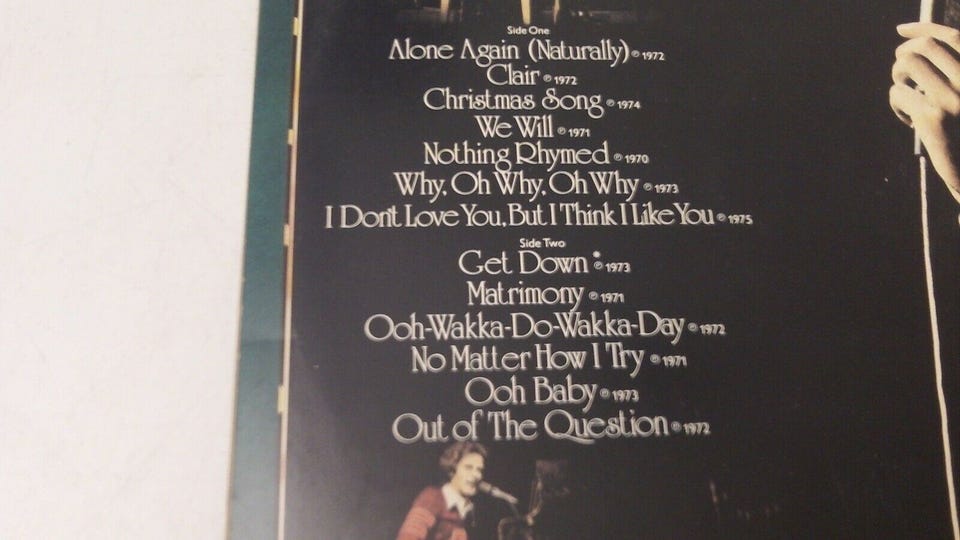 Side One
Alone Again (Naturally) ℗ 1972
Clair ℗ 1972
Christmas Song ℗ 1974
We Will ℗ 1971
Nothing Rhymed ℗ 1970
Why, Oh Why, Oh Why ℗ 1973
I Don't Love You, But I Think I Like You ℗ 1975
Side Two
Get Down ℗ 1973
Matrimony ℗ 1971
Ooh-Wakka-Do-Wakka-Day ℗ 1972
No Matter How I Try ℗ 1971
Ooh Baby ℗ 1973
Out of The Question ℗ 1972